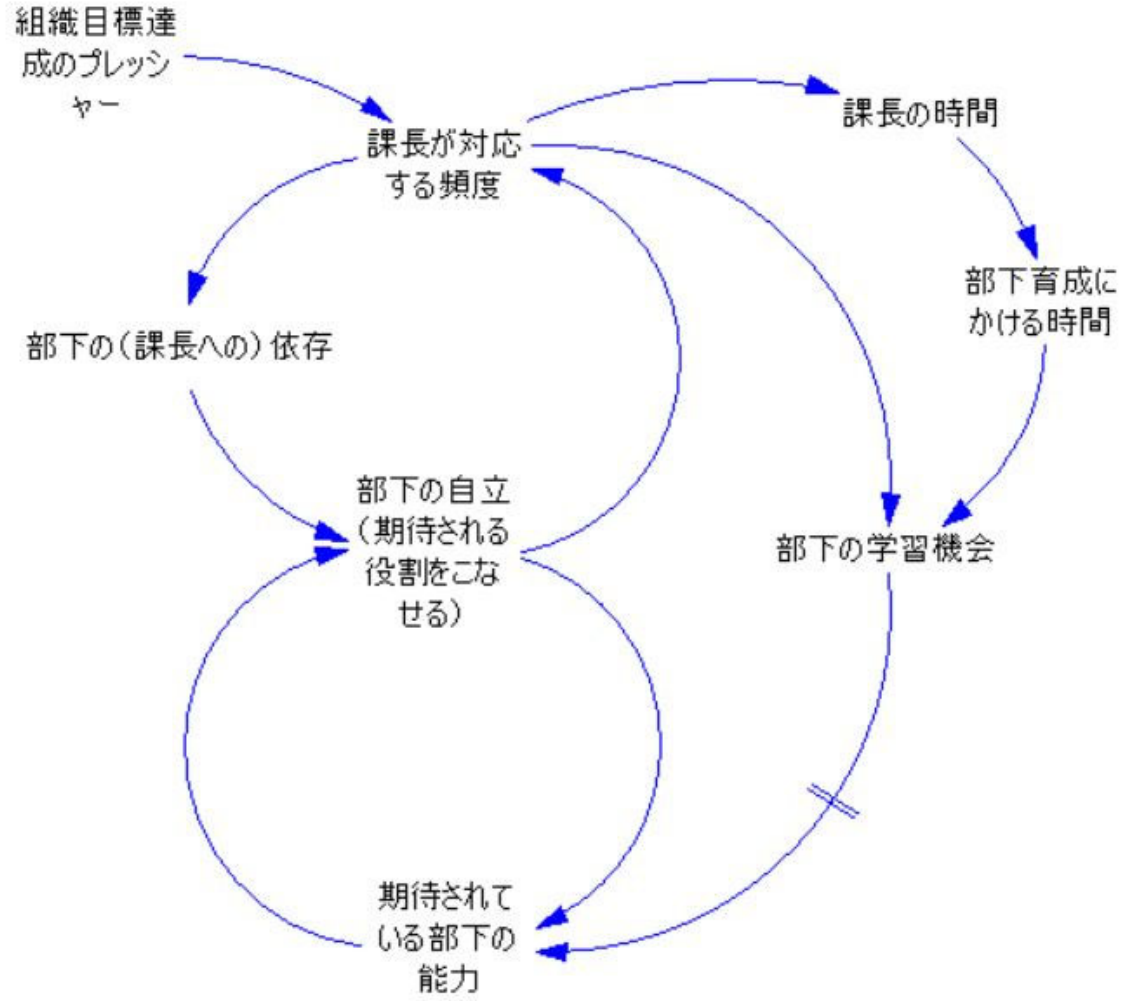 組織目標達
成のプレッシ
ャー
課長が対応
する頻度
課長の時間
部下育成に
かける時間
部下の(課長への)依存
部下の自立
(期待される
役割をこな
せる)
部下の学習機会
期待されて
いる部下の
能力